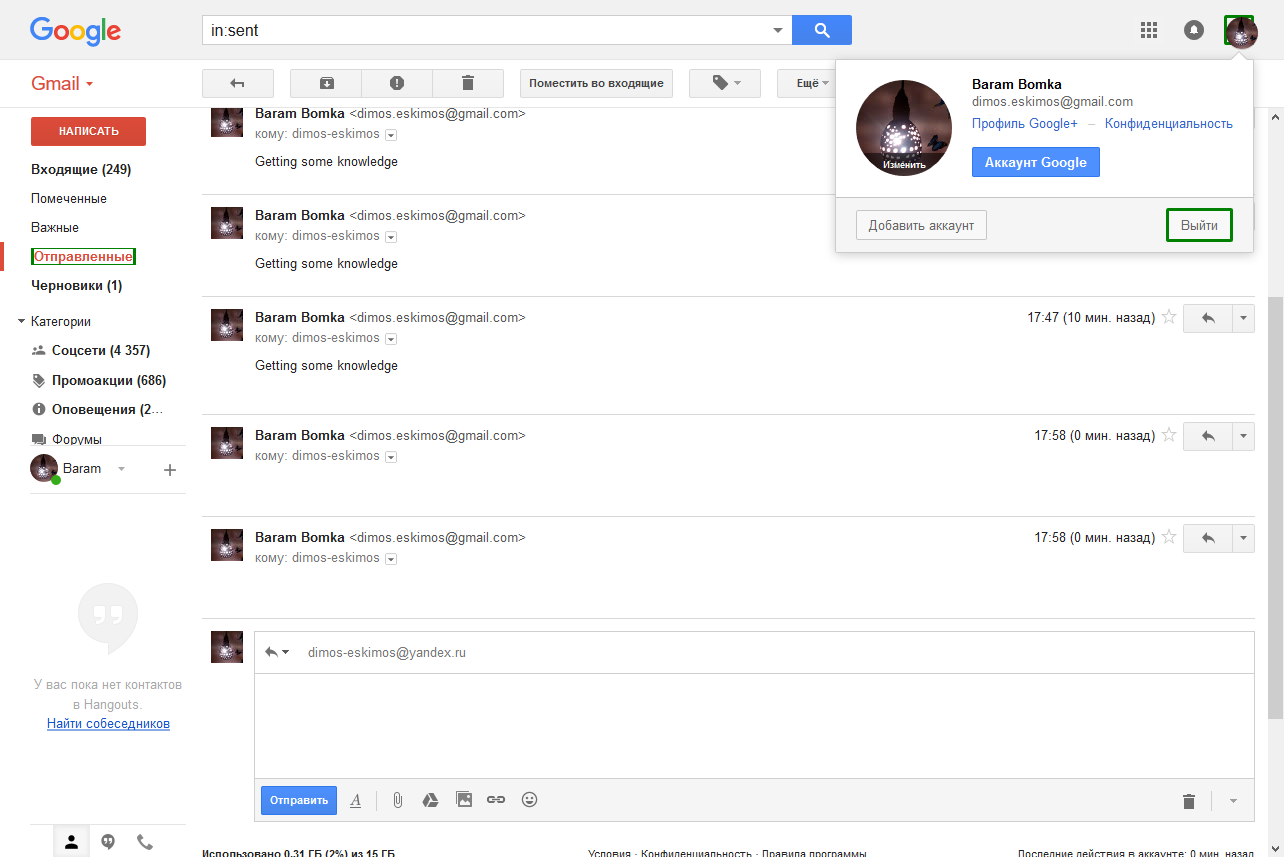 Google
in:sent
Gmail
Поместить во входящие
Ещё
Baram Bomka
dimos.eskimos@gmail.com
Профиль Google+ – Конфиденциальность
Аккаунт Google
Изменить
Добавить аккаунт
Выйти
НАПИСАТЬ
Входящие (249)
Помеченные
Важные
Отправленные
Черновики (1)
Категории
Соцсети (4 357)
Промоакции (686)
Оповещения (2...
Форумы
Baram
У вас пока нет контактов
в Hangouts.
Найти собеседников
Baram Bomka <dimos.eskimos@gmail.com>
кому: dimos-eskimos
Getting some knowledge
Baram Bomka <dimos.eskimos@gmail.com>
кому: dimos-eskimos
Getting some knowledge
Baram Bomka <dimos.eskimos@gmail.com> 17:47 (10 мин. назад)
кому: dimos-eskimos
Getting some knowledge
Baram Bomka <dimos.eskimos@gmail.com> 17:58 (0 мин. назад)
кому: dimos-eskimos
Baram Bomka <dimos.eskimos@gmail.com> 17:58 (0 мин. назад)
кому: dimos-eskimos
dimos-eskimos@yandex.ru
Отправить A
Использовано 0,31 ГБ (2%) из 15 ГБ
Условия - Конфиденциальность - Правила программы
Последние действия в аккаунте: 0 мин. назад